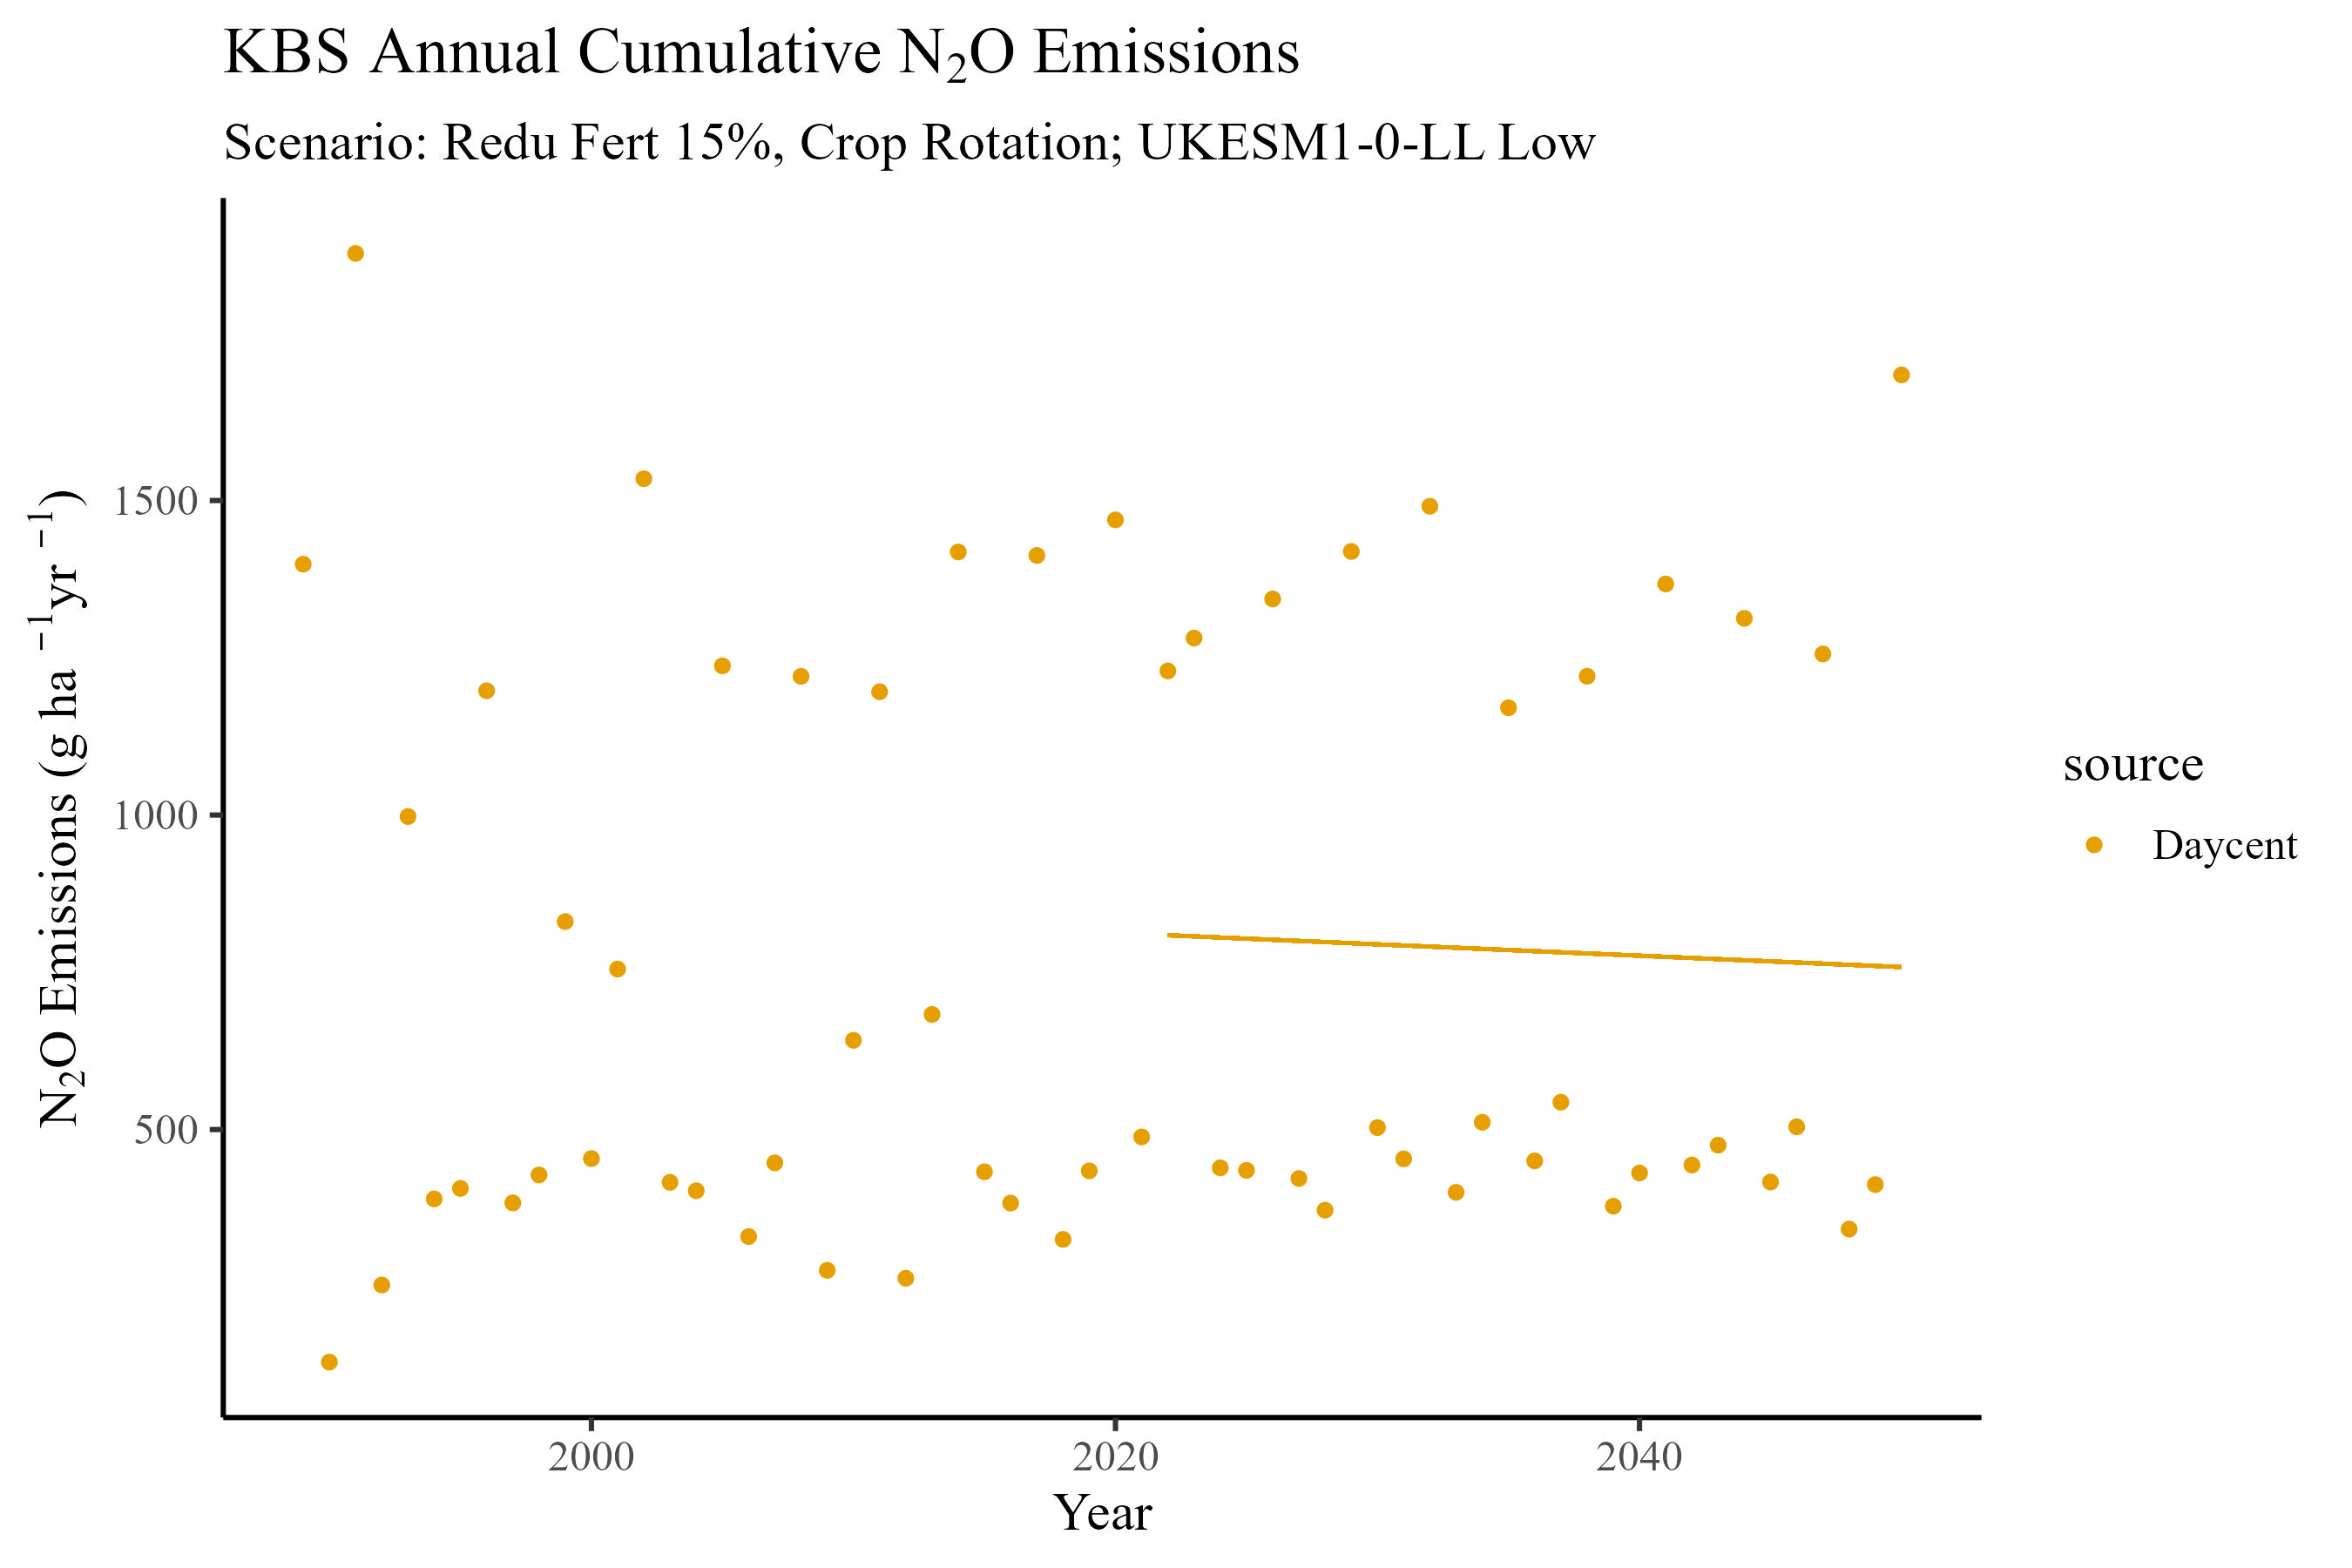 KBS Annual Cumulative N₂O Emissions
Scenario: Redu Fert 15%, Crop Rotation; UKESM1-0-LL Low
N₂O Emissions (g ha ⁻¹yr ⁻¹)
1500
1000
500
2000 2020 2040
Year
source
Daycent